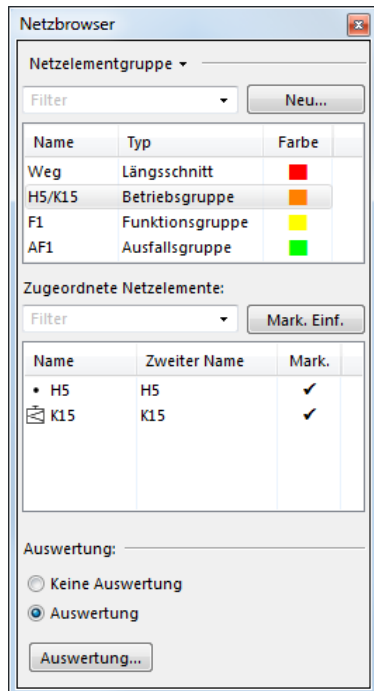 Netzbrowser
Netzelementgruppe
Filter Neu...
Name Typ Farbe
Weg Längsschnitt
H5/K15 Betriebsgruppe
F1 Funktionsgruppe
AF1 Ausfallsgruppe
Zugeordnete Netzelemente:
Filter Mark. Einf.
Name Zweiter Name Mark.
H5 H5 ✔
K15 K15 ✔
Auswertung:
Keine Auswertung
Auswertung
Auswertung...